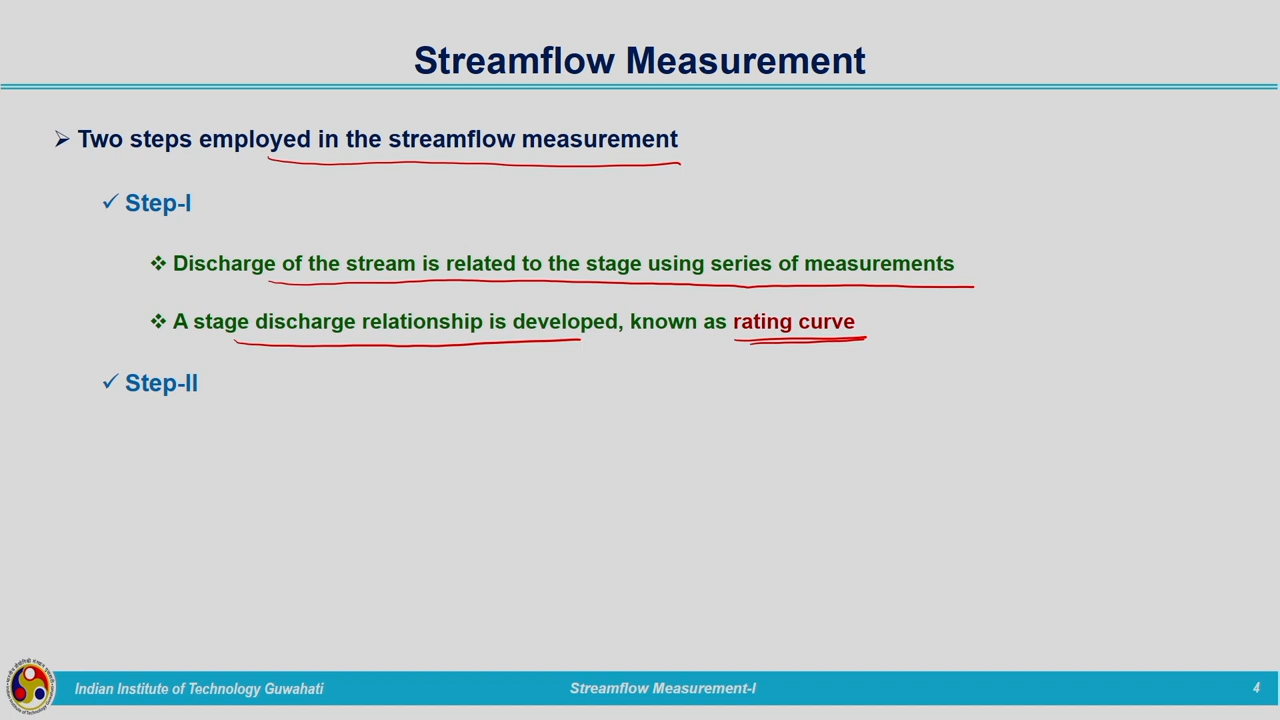 Streamflow Measurement
Two steps employed in the streamflow measurement
Step-I
Discharge of the stream is related to the stage using series of measurements
A stage discharge relationship is developed, known as rating curve
Step-II
Indian Institute of Technology Guwahati
Streamflow Measurement-I
4